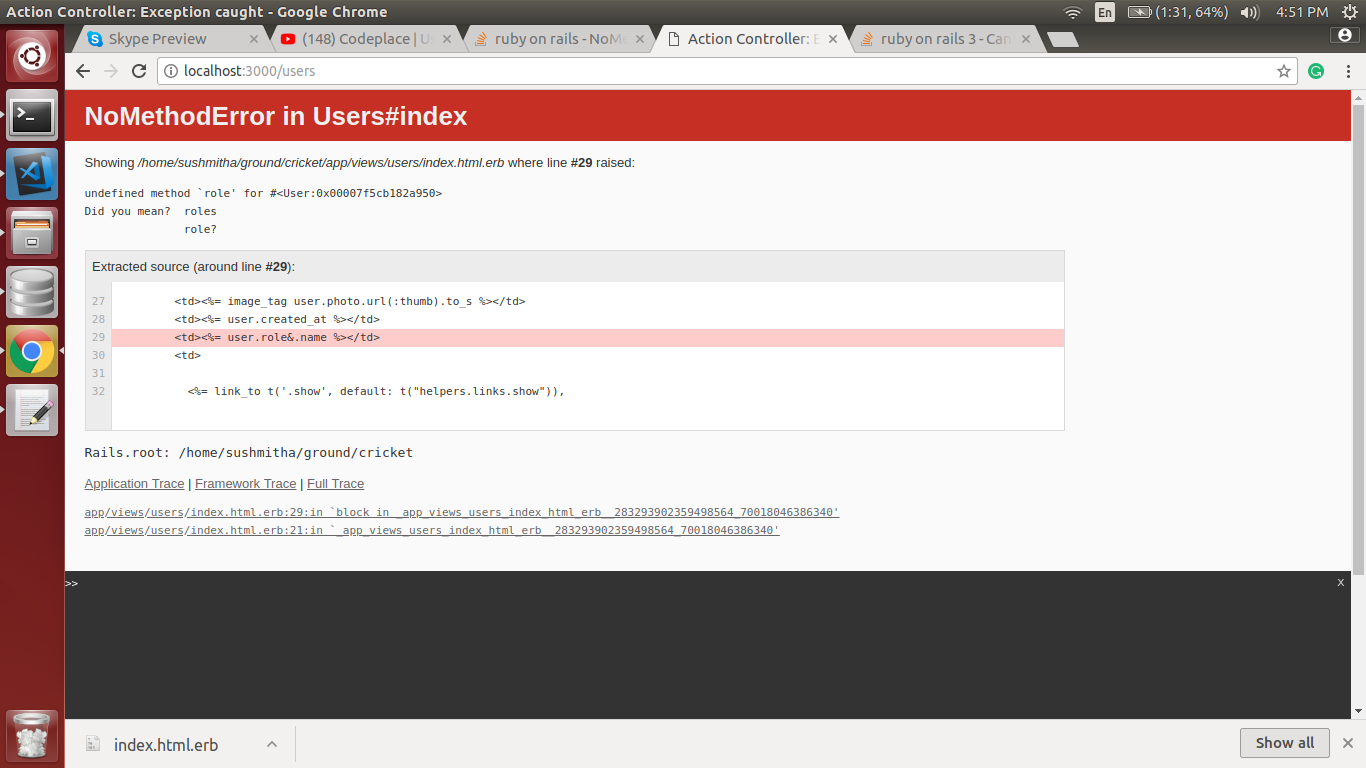 Action Controller: Exception caught - Google Chrome
En
(1:31, 64%)
4:51 PM
Skype Preview
(148) Codeplace | U
ruby on rails - NoM
Action Controller: E
ruby on rails 3 - Can
localhost:3000/users
NoMethodError in Users#index
Showing /home/sushmitha/ground/cricket/app/views/users/index.html.erb where line #29 raised:
undefined method `role' for #<User:0x00007f5cb182a950>
Did you mean?  roles
role?
Extracted source (around line #29):
27 <td><%= image_tag user.photo.url(:thumb).to_s %></td>
28 <td><%= user.created_at %></td>
29 <td><%= user.role&.name %></td>
30 <td>
31
32 <%= link_to t('.show', default: t("helpers.links.show")),
Rails.root: /home/sushmitha/ground/cricket
Application Trace | Framework Trace | Full Trace
app/views/users/index.html.erb:29:in `block in _app_views_users_index_html_erb__283293902359498564_70018046386340'
app/views/users/index.html.erb:21:in `_app_views_users_index_html_erb__283293902359498564_70018046386340'
>>
x
index.html.erb
Show all